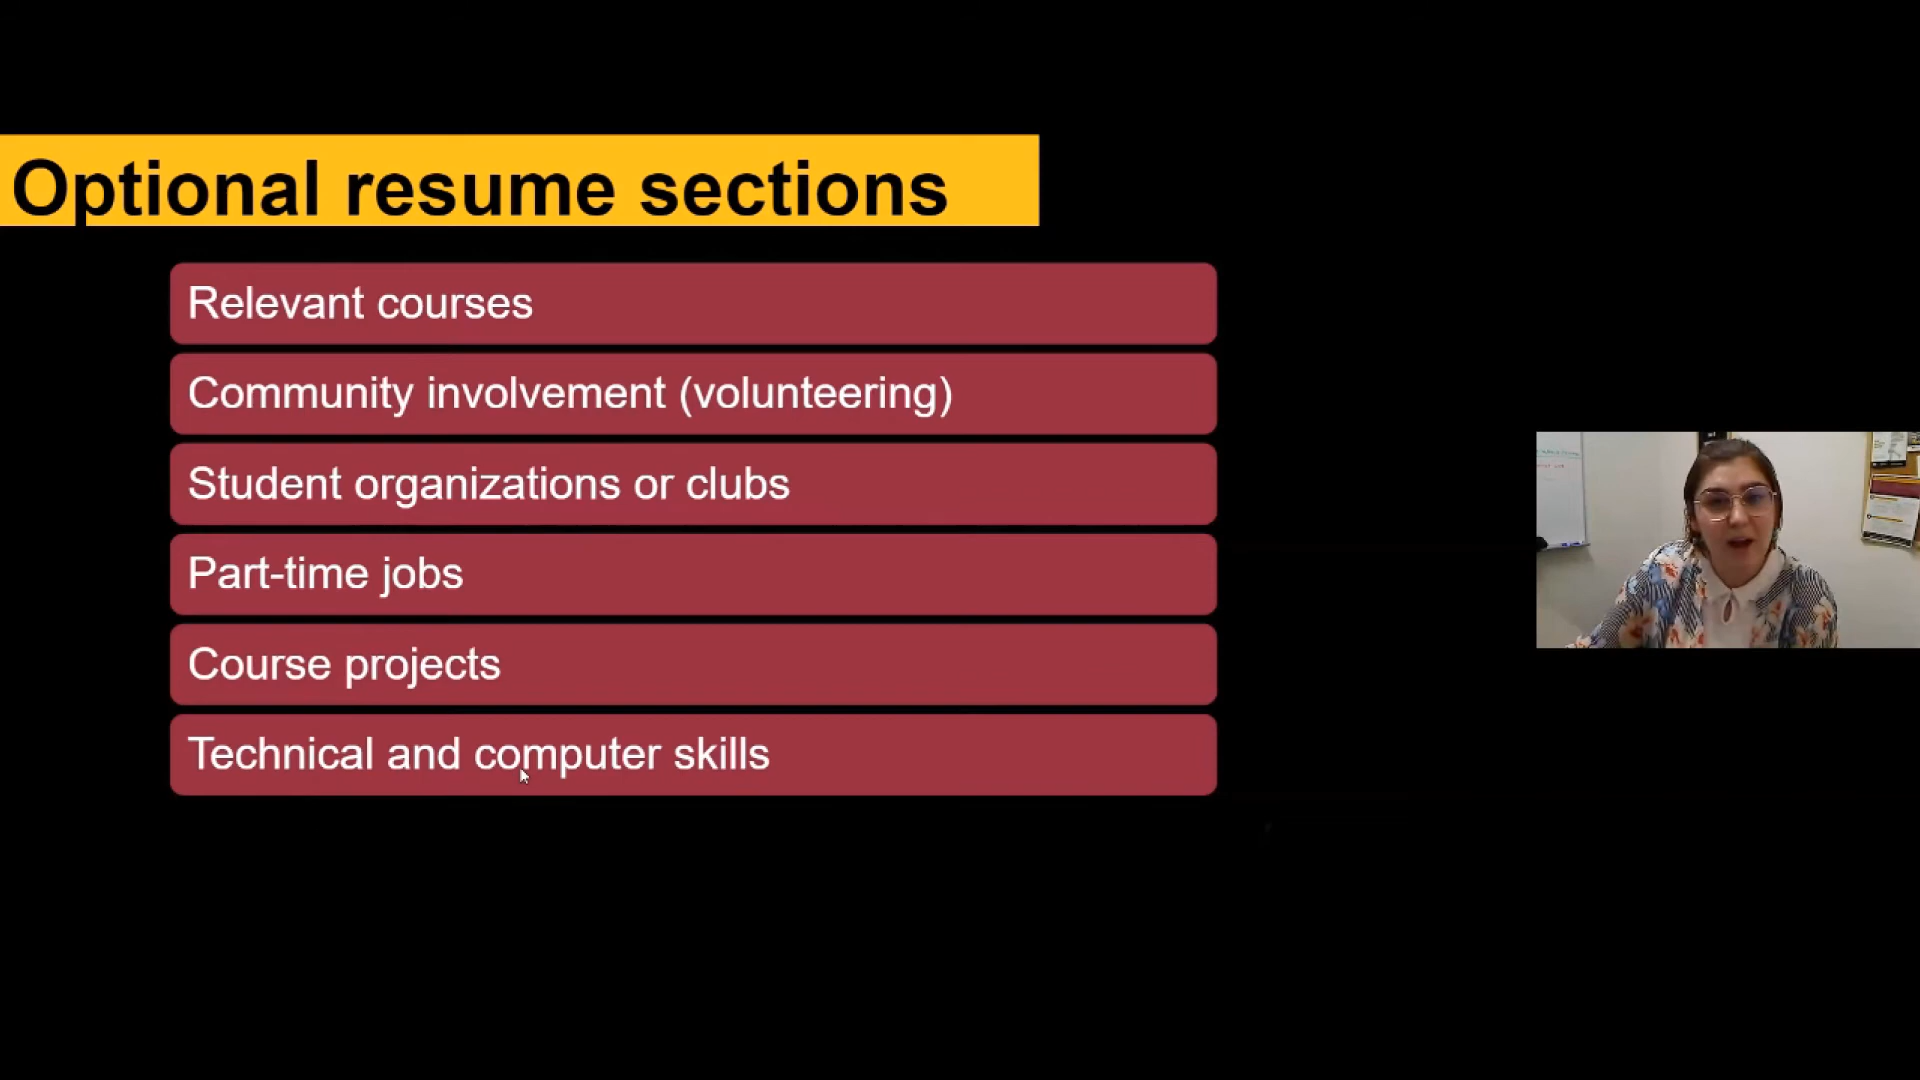 Optional resume sections
Relevant courses
Community involvement (volunteering)
Student organizations or clubs
Part-time jobs
Course projects
Technical and computer skills